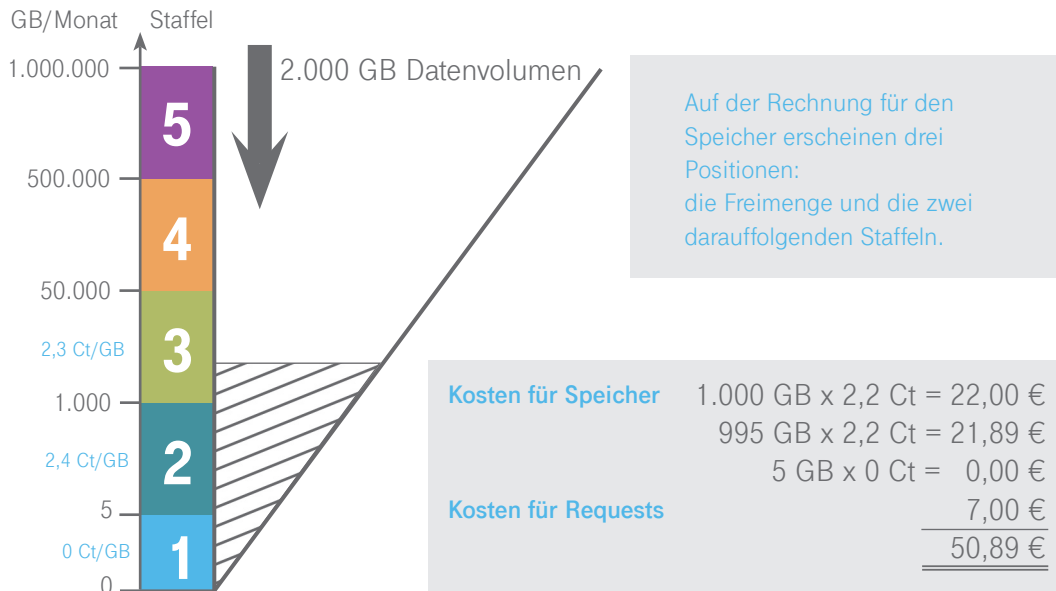 GB/Monat Staffel
1.000.000
2.000 GB Datenvolumen
5
500.000
4
50.000
2,3 Ct/GB
3
1.000
2,4 Ct/GB
2
5
0 Ct/GB
1
0
Auf der Rechnung für den
Speicher erscheinen drei
Positionen:
die Freimenge und die zwei
darauffolgenden Staffeln.
Kosten für Speicher 1.000 GB x 2,2 Ct = 22,00 €
995 GB x 2,2 Ct = 21,89 €
5 GB x 0 Ct = 0,00 €
Kosten für Requests 7,00 €
50,89 €